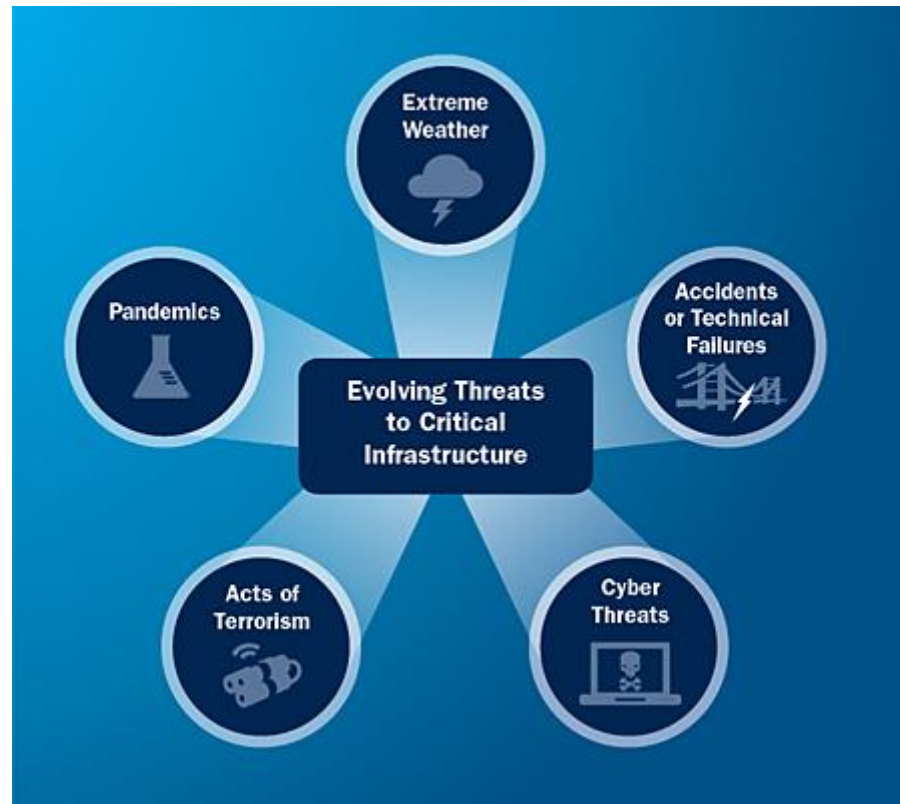 Extreme
Weather
Accidents
or Technical
Failures
Cyber
Threats
Acts of
Terrorism
Pandemics
Evolving Threats
to Critical
Infrastructure